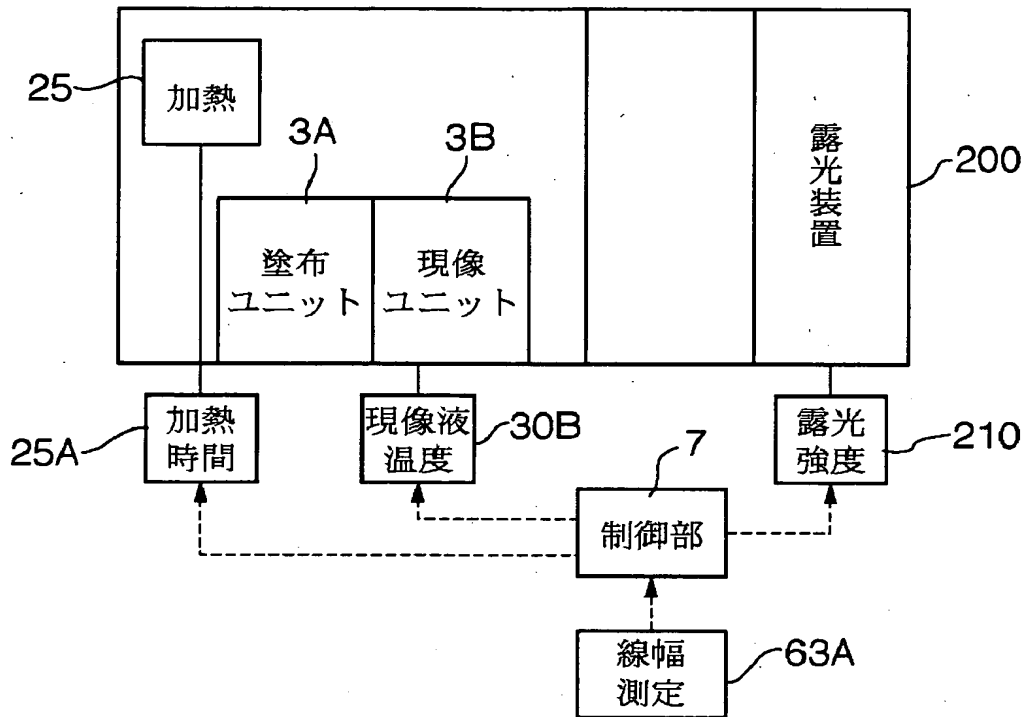 25
加熱
3A
3B
塗布
ユニット
現像
ユニット
露光装置
200
25A
加熱
時間
現像液
温度
30B
7
制御部
露光
強度
210
線幅
測定
63A